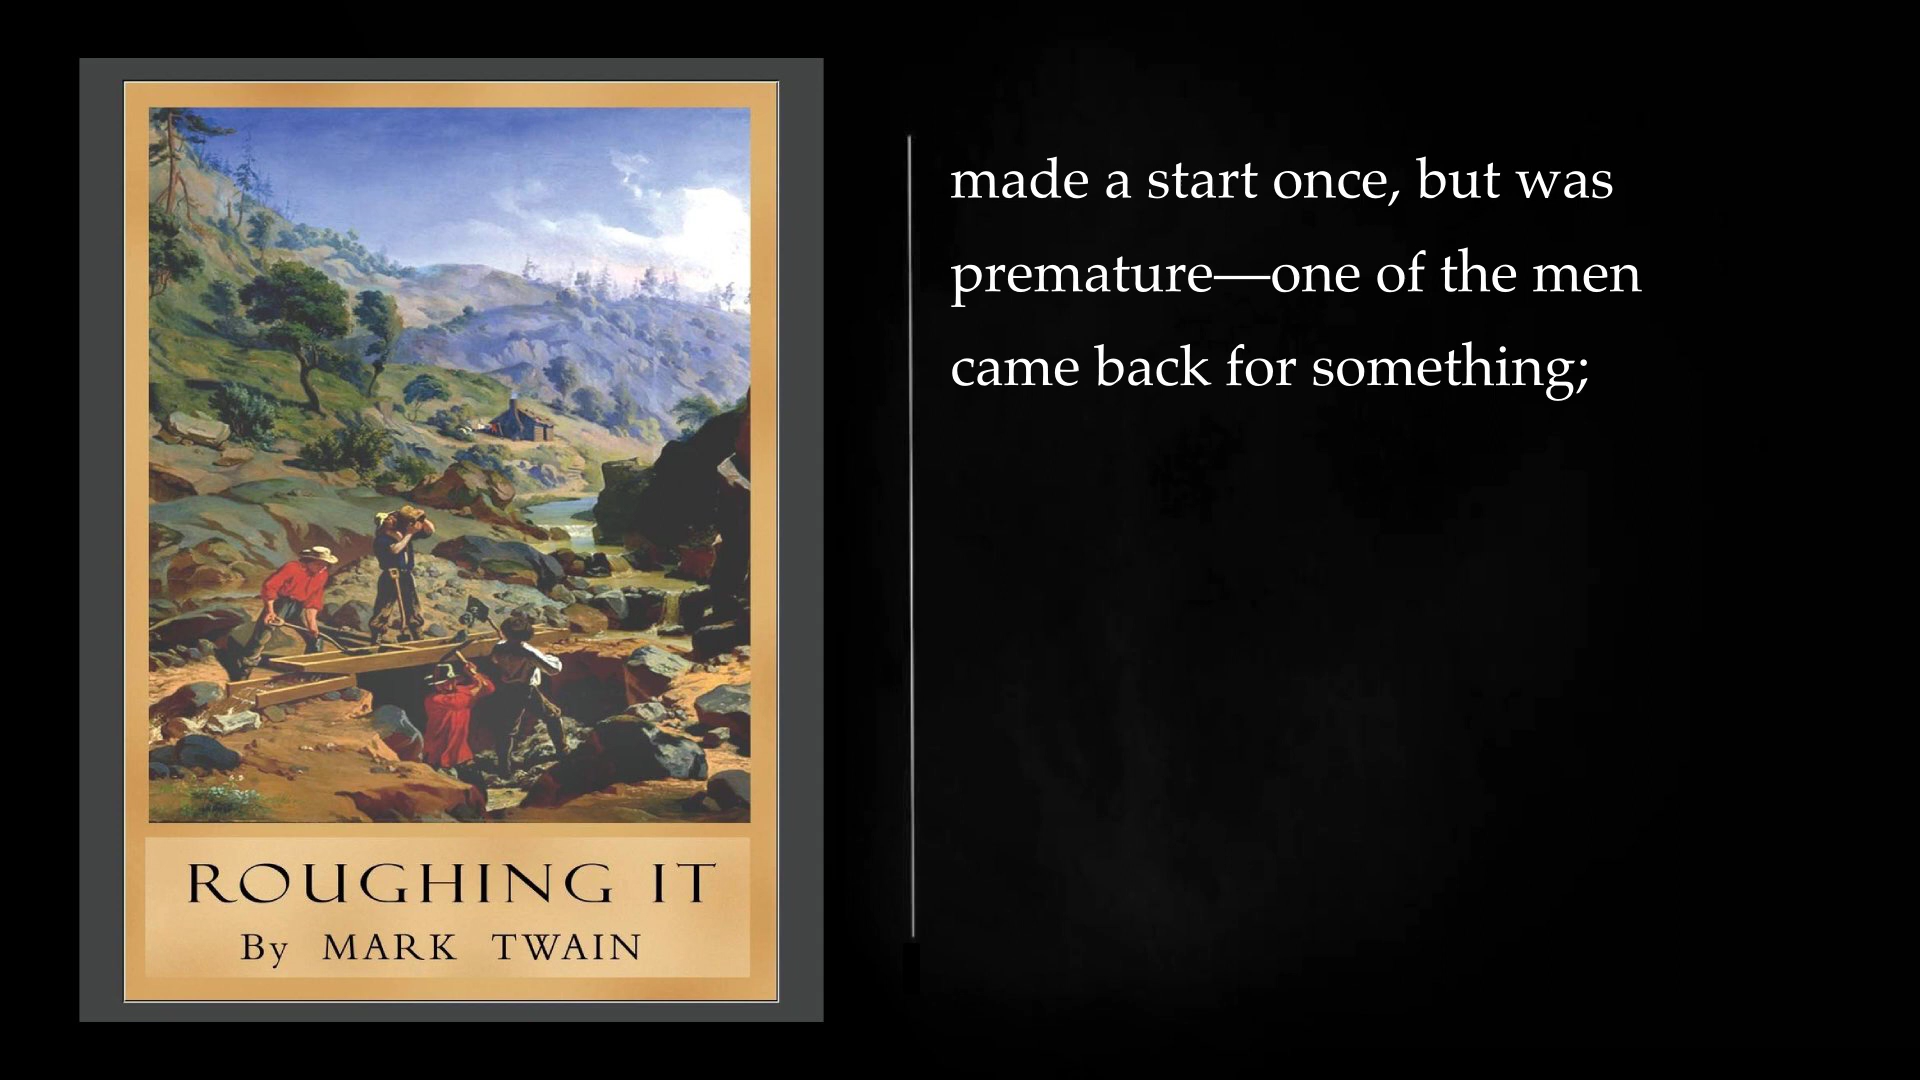 ROUGHING IT
By MARK TWAIN
made a start once, but was
premature—one of the men
came back for something;